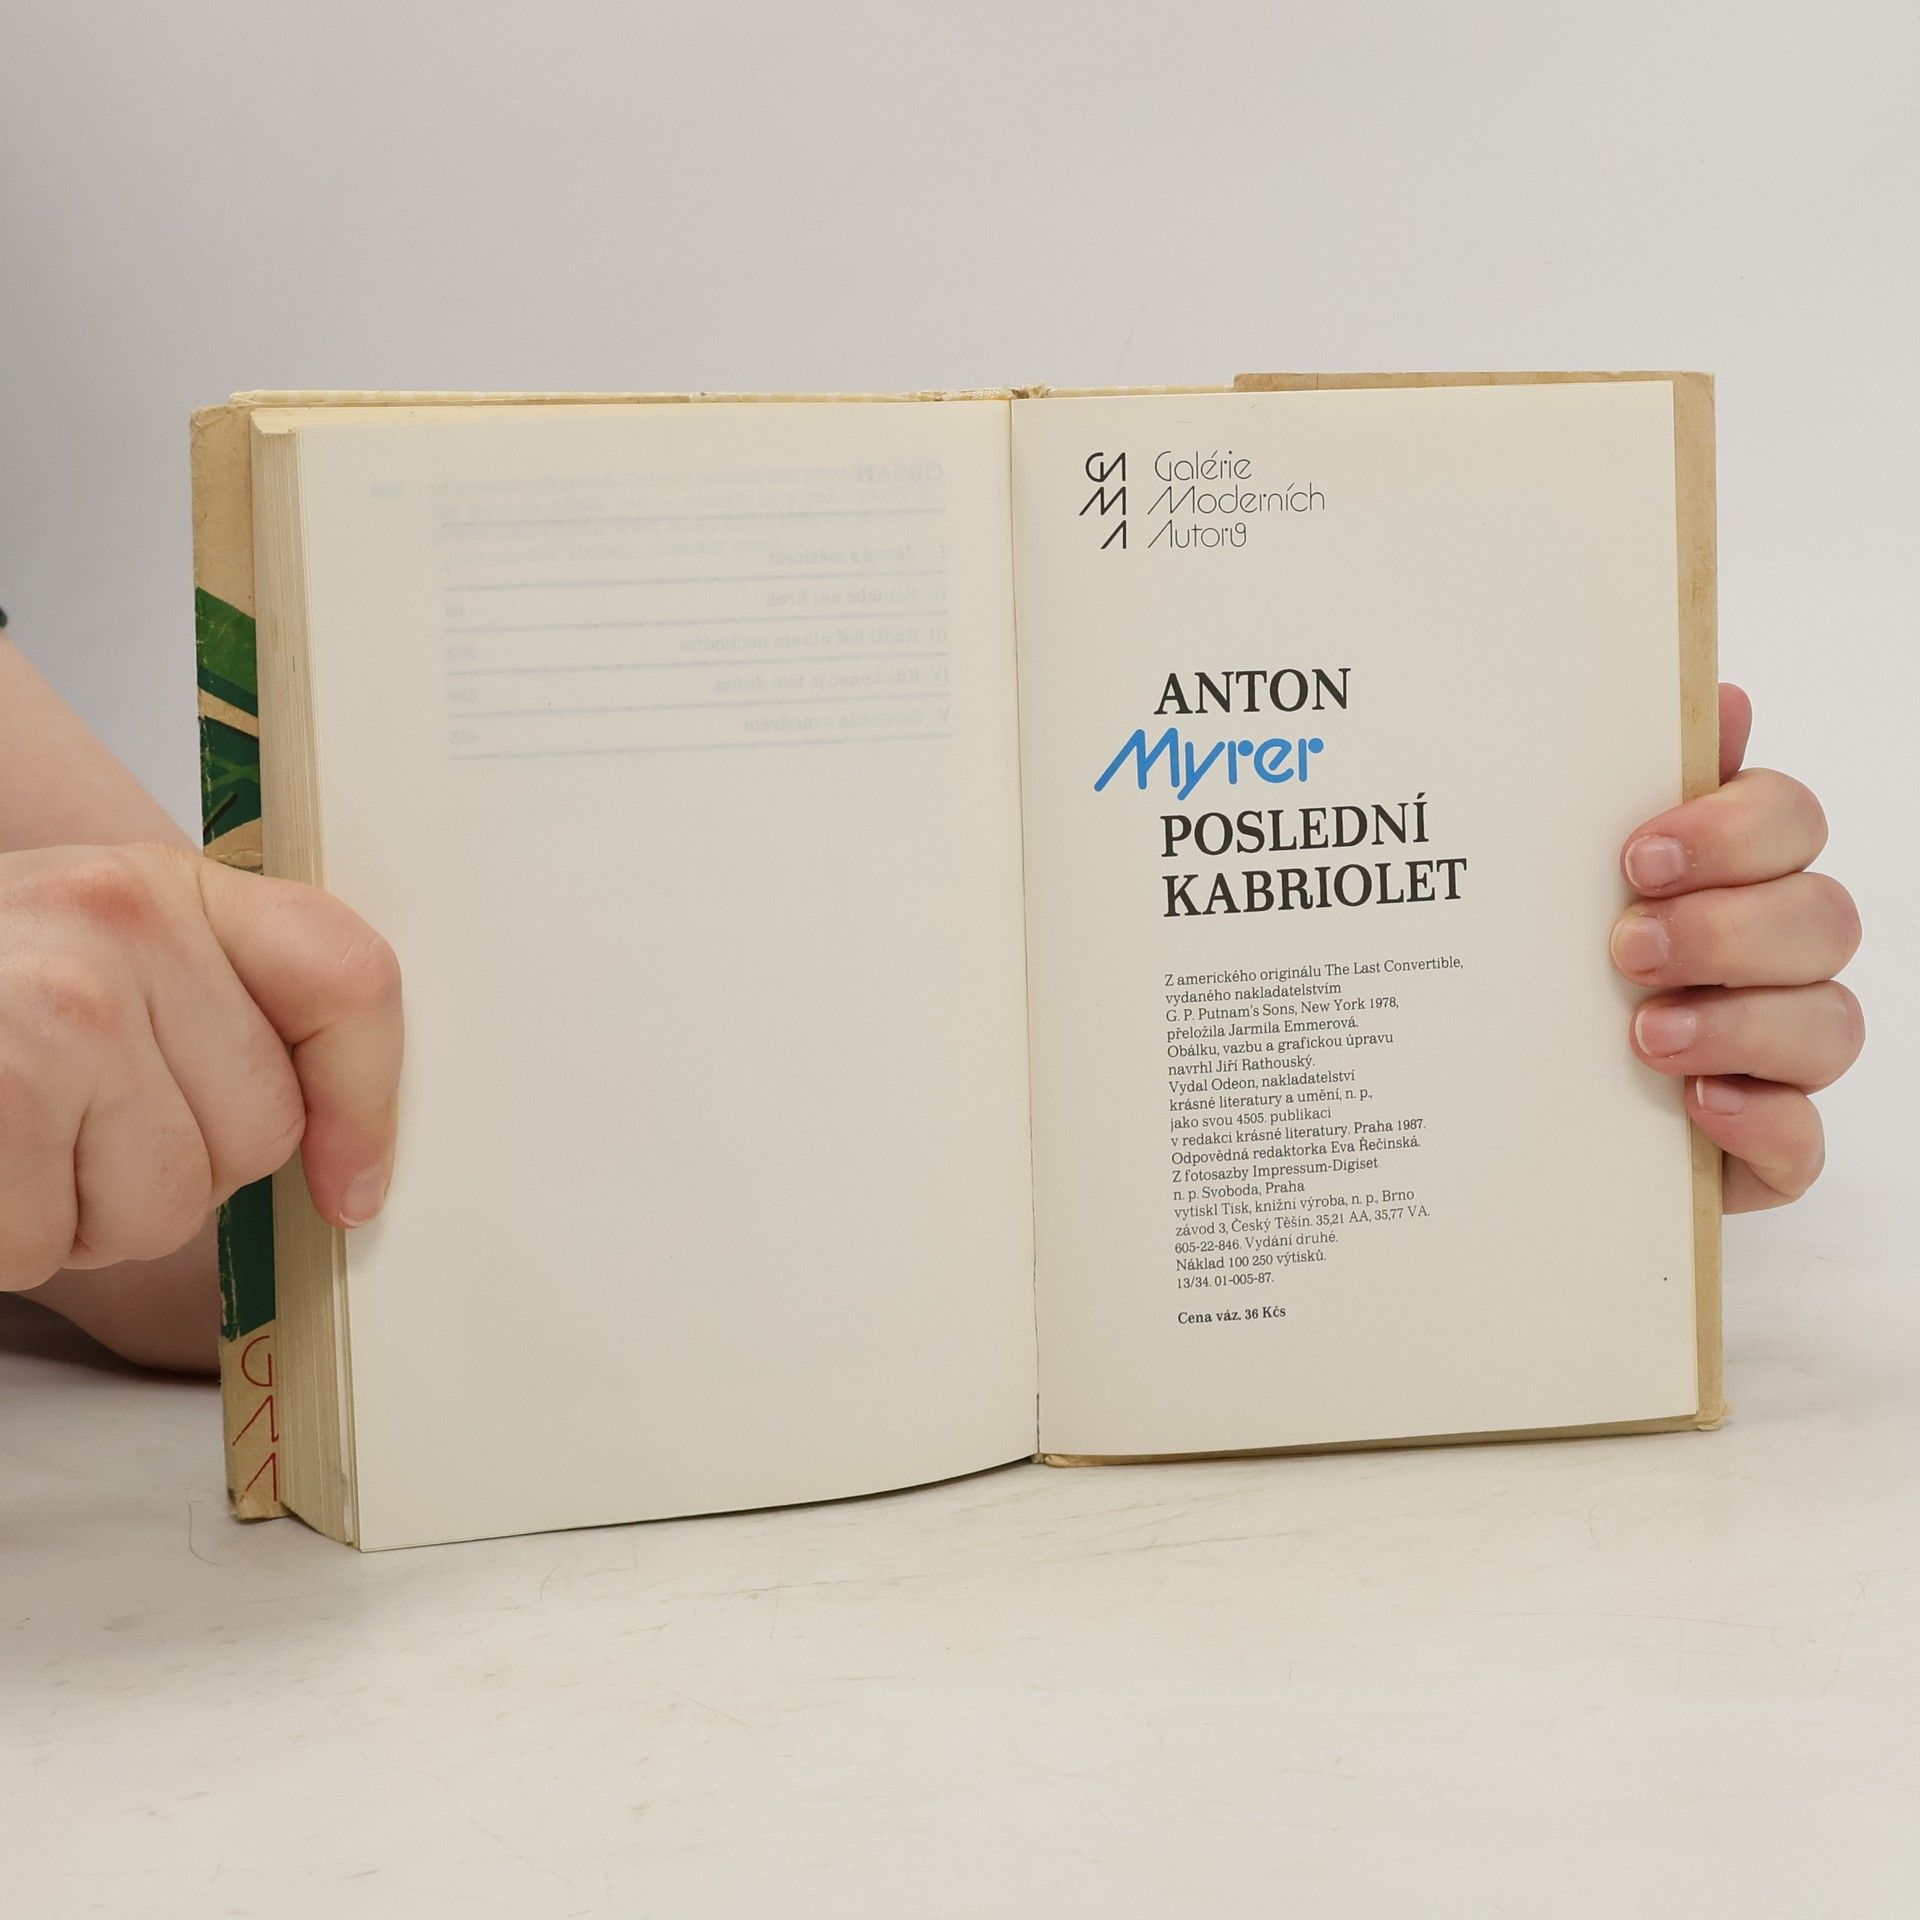 GA
M
A
Galérie
Moderních
Autorů
ANTON
Myrer
POSLEDNÍ
KABRIOLET
Z amerického originálu The Last Convertible,
vydaného nakladatelstvím
G. P. Putnam's Sons, New York 1978,
přeložila Jarmila Emmerová.
Obálku, vazbu a grafickou úpravu
navrhl Jiří Rathouský.
Vydal Odeon, nakladatelství
krásné literatury a umění, n. p.,
jako svou 4505. publikaci
v redakci krásné literatury. Praha 1987.
Odpovědná redaktorka Eva Řečinská.
Z fotosazby Impressum-Digiset
n. p. Svoboda, Praha
vytiskl Tisk, knižní výroba, n. p., Brno
závod 3, Český Těšín. 35,21 AA, 35,77 VA.
605-22-846. Vydání druhé.
Náklad 100 250 výtisků.
13/34. 01-005-87.
Cena váz. 36 Kčs